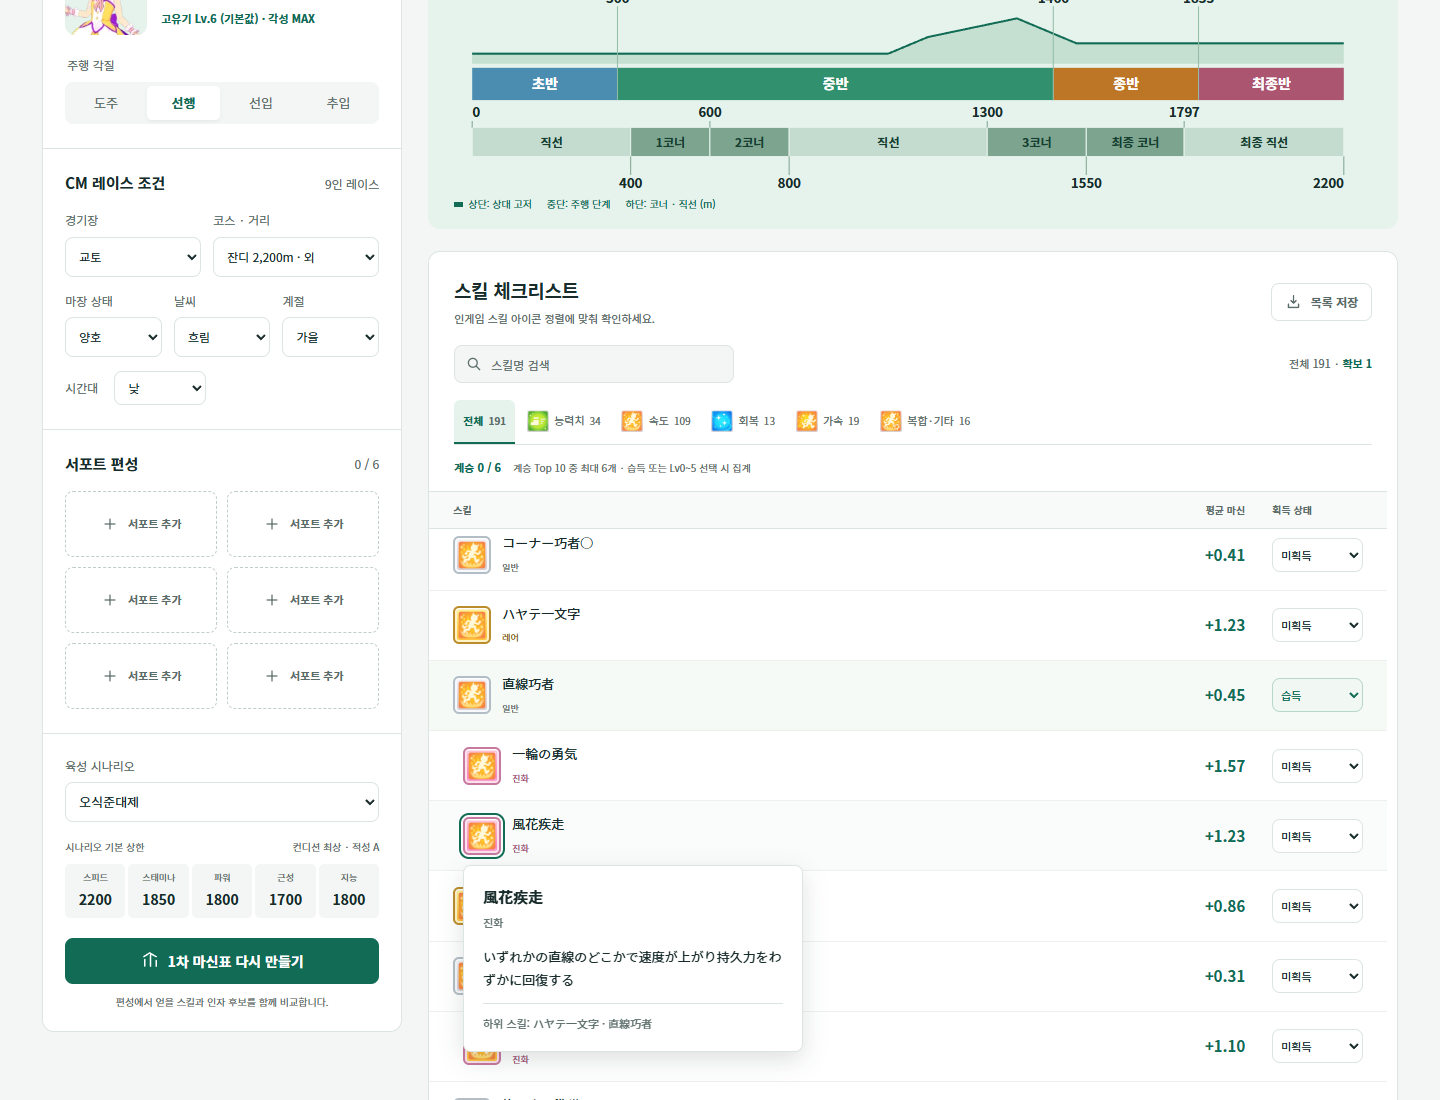 고유기 Lv.6 (기본값) · 각성 MAX
주행 각질
도주 선행 선입 추입
CM 레이스 조건 9인 레이스
경기장 코스 · 거리
교토 잔디 2,200m · 외
마장 상태 날씨 계절
양호 흐림 가을
시간대 낮
서포트 편성 0 / 6
서포트 추가 서포트 추가
서포트 추가 서포트 추가
서포트 추가 서포트 추가
육성 시나리오
오식준대제
시나리오 기본 상한 컨디션 최상 · 적성 A
스피드 스태미나 파워 근성 지능
2200 1850 1800 1700 1800
1차 마신표 다시 만들기
편성에서 얻을 스킬과 인자 후보를 함께 비교합니다.
초반 중반 종반 최종반
0 600 1300 1797
직선 1코너 2코너 직선 3코너 최종 코너 최종 직선
400 800 1550 2200
상단: 상대 고저 중단: 주행 단계 하단: 코너 · 직선 (m)
스킬 체크리스트
인게임 스킬 아이콘 정렬에 맞춰 확인하세요.
목록 저장
스킬명 검색
전체 191 · 확보 1
전체 191 능력치 34 속도 109 회복 13 가속 19 복합·기타 16
계승 0 / 6 계승 Top 10 중 최대 6개 · 습득 또는 Lv0~5 선택 시 집계
스킬 평균 마신 획득 상태
コーナー巧者○
일반
+0.41 미획득
ハヤテ一文字
레어
+1.23 미획득
直線巧者
일반
+0.45 습득
一輪の勇気
진화
+1.57 미획득
風花疾走
진화
+1.23 미획득
風花疾走
진화
いずれかの直線のどこかで速度が上がり持久力をわ
ずかに回復する
하위 스킬: ハヤテ一文字 · 直線巧者
+0.86 미획득
+0.31 미획득
진화
+1.10 미획득